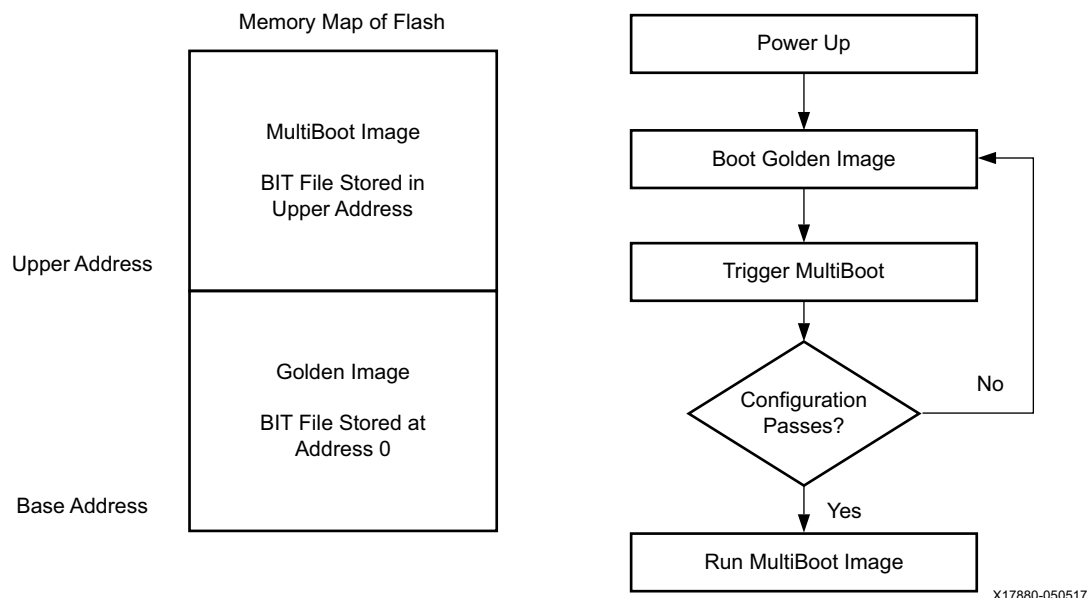 Memory Map of Flash
MultiBoot Image
BIT File Stored in
Upper Address
Upper Address
Golden Image
BIT File Stored at
Address 0
Base Address
Power Up
Boot Golden Image
Trigger MultiBoot
Configuration
Passes?
No
Yes
Run MultiBoot Image
X17880-050517